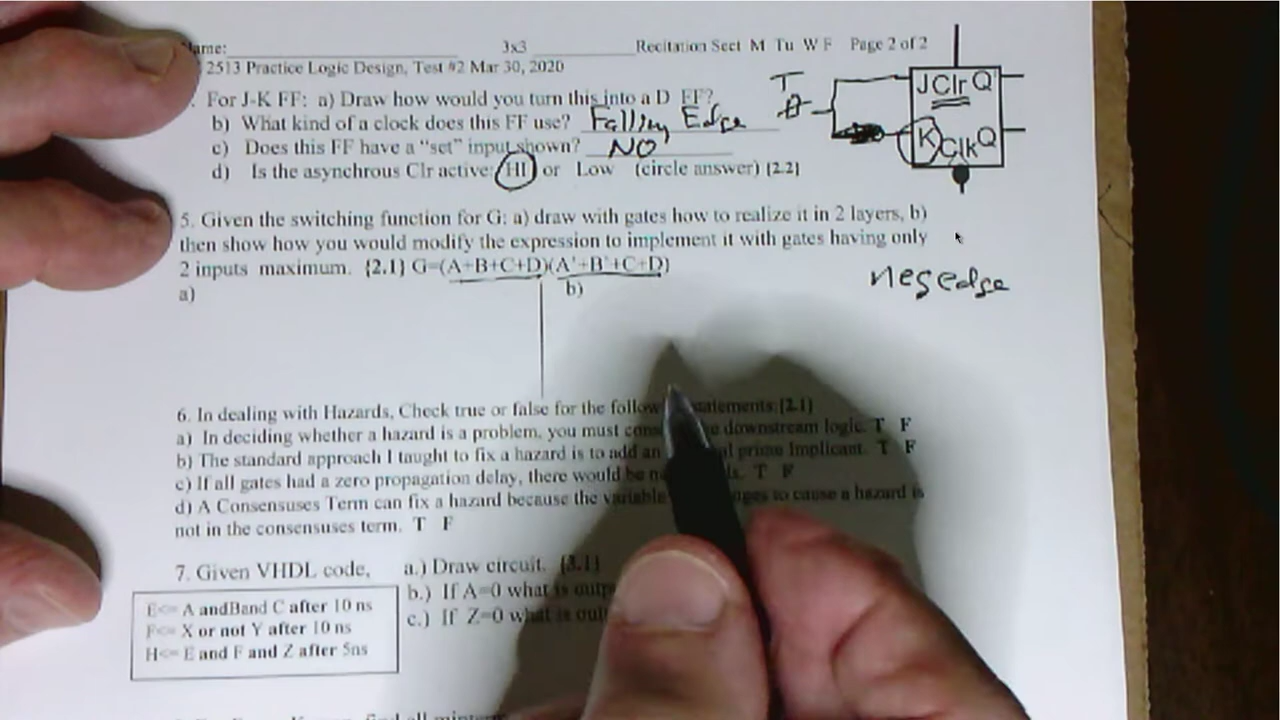 ame: 3x3 Recitation Sect M Tu W F Page 2 of 2
2513 Practice Logic Design, Test #2 Mar 30, 2020
For J-K FF: a) Draw how would you turn this into a D FF?
b) What kind of a clock does this FF use? Falling Edge
c) Does this FF have a "set" input shown? NO
d) Is the asynchrous Clr active: HI or Low (circle answer) [2.2]
T
J Clr Q'
K Clk Q
5. Given the switching function for G: a) draw with gates how to realize it in 2 layers, b)
then show how you would modify the expression to implement it with gates having only
2 inputs maximum. {2.1} G=(A+B+C+D)(A'+B'+C+D)
neg edge
a) b)
6. In dealing with Hazards, Check true or false for the follow atements:{2.1}
a) In deciding whether a hazard is a problem, you must cons downstream logic. T F
b) The standard approach I taught to fix a hazard is to add an al prime Implicant. T F
c) If all gates had a zero propagation delay, there would be n T F
d) A Consensuses Term can fix a hazard because the variable ges to cause a hazard is
not in the consensuses term. T F
7. Given VHDL code, a.) Draw circuit. {3.1}
b.) If A=0 what is outp
c.) If Z=0 what is out
E<= A andBand C after 10 ns
F<= X or not Y after 10 ns
H<= E and F and Z after 5ns
find all minterm